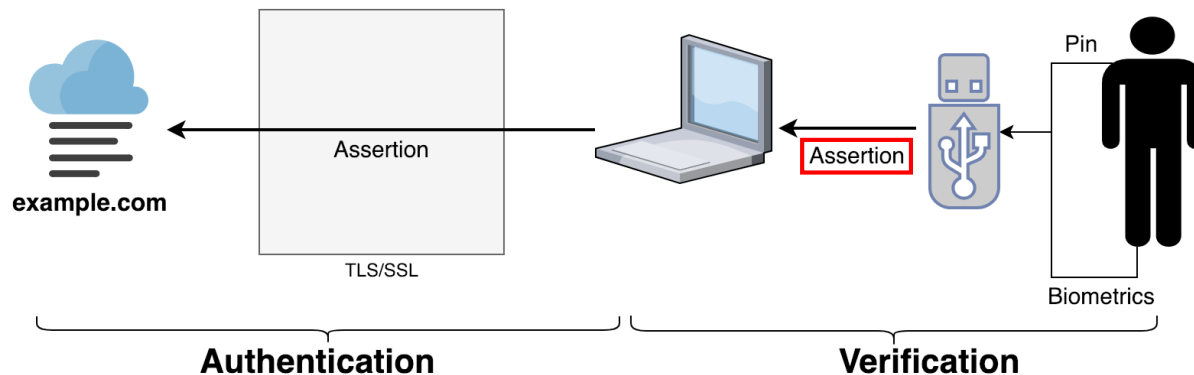 Pin
Assertion
Assertion
example.com
TLS/SSL
Biometrics
Authentication
Verification